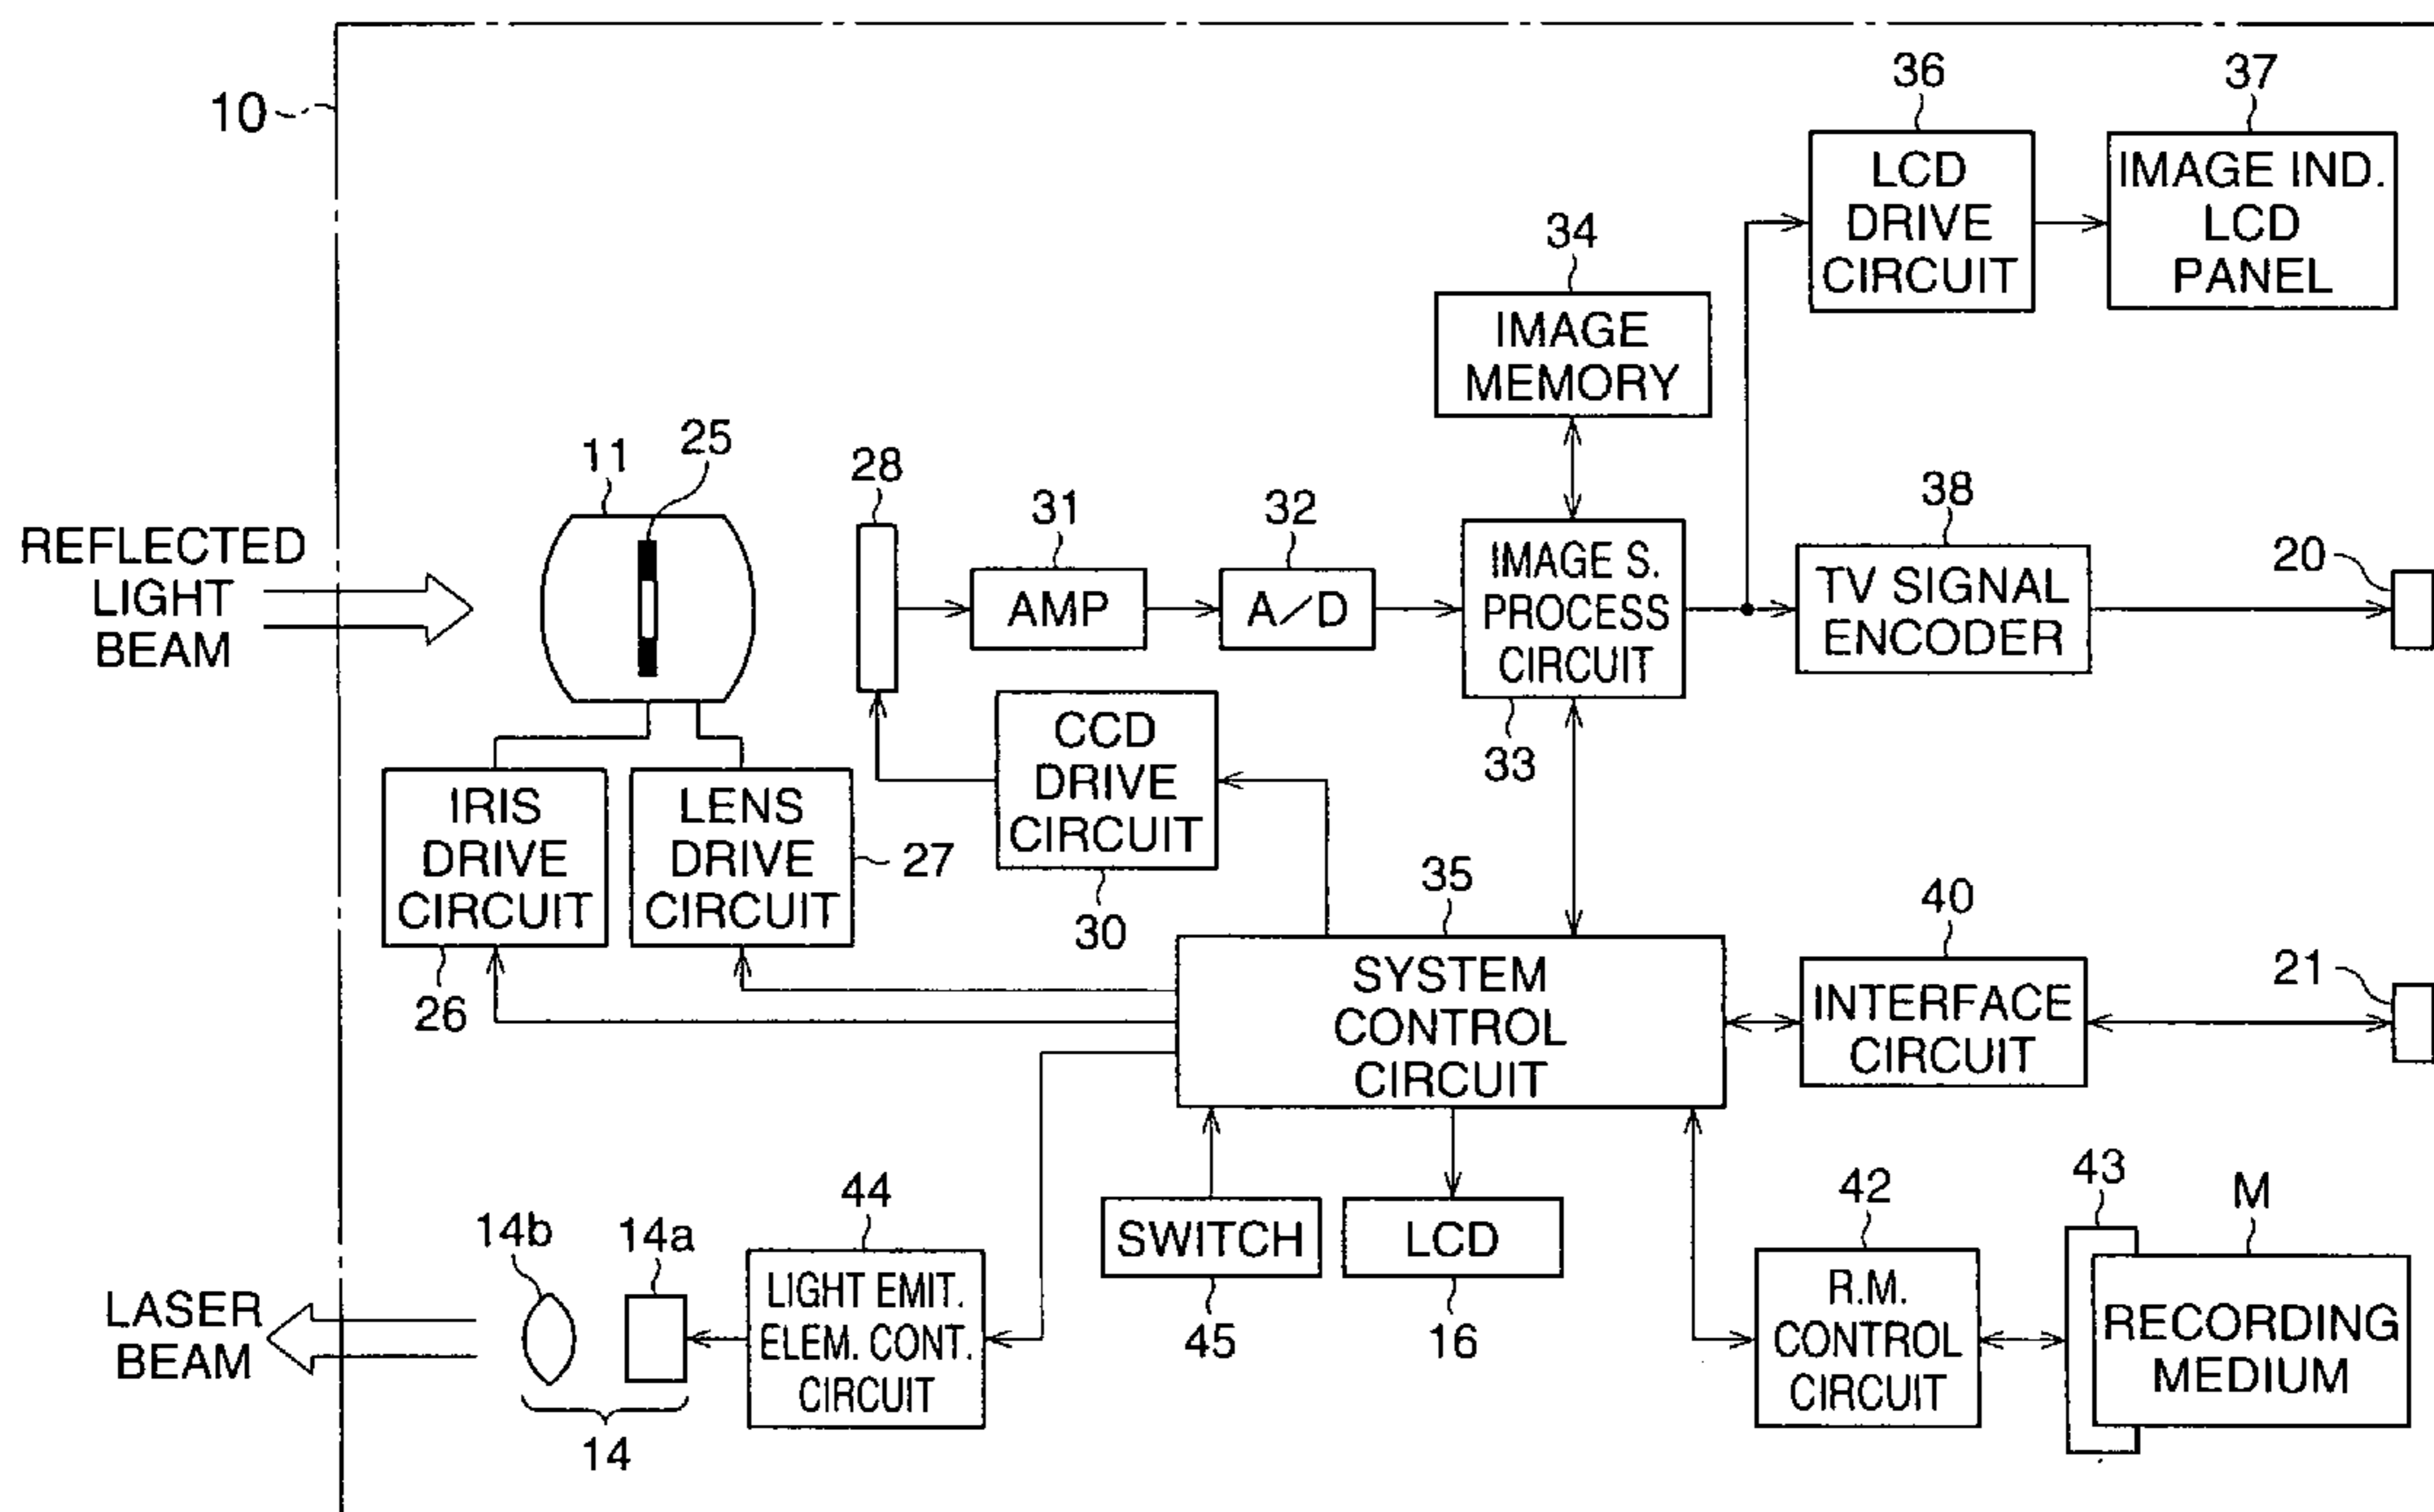 10
36
37
LCD
DRIVE
CIRCUIT
IMAGE IND.
LCD
PANEL
34
IMAGE
MEMORY
REFLECTED
LIGHT
BEAM
11
25
28
31
AMP
32
A/D
IMAGE S.
PROCESS
CIRCUIT
33
38
TV SIGNAL
ENCODER
20
IRIS
DRIVE
CIRCUIT
26
LENS
DRIVE
CIRCUIT
27
CCD
DRIVE
CIRCUIT
30
35
SYSTEM
CONTROL
CIRCUIT
40
INTERFACE
CIRCUIT
21
LASER
BEAM
14b
14a
14
44
LIGHT EMIT.
ELEM. CONT.
CIRCUIT
SWITCH
45
LCD
16
42
R.M.
CONTROL
CIRCUIT
43
M
RECORDING
MEDIUM